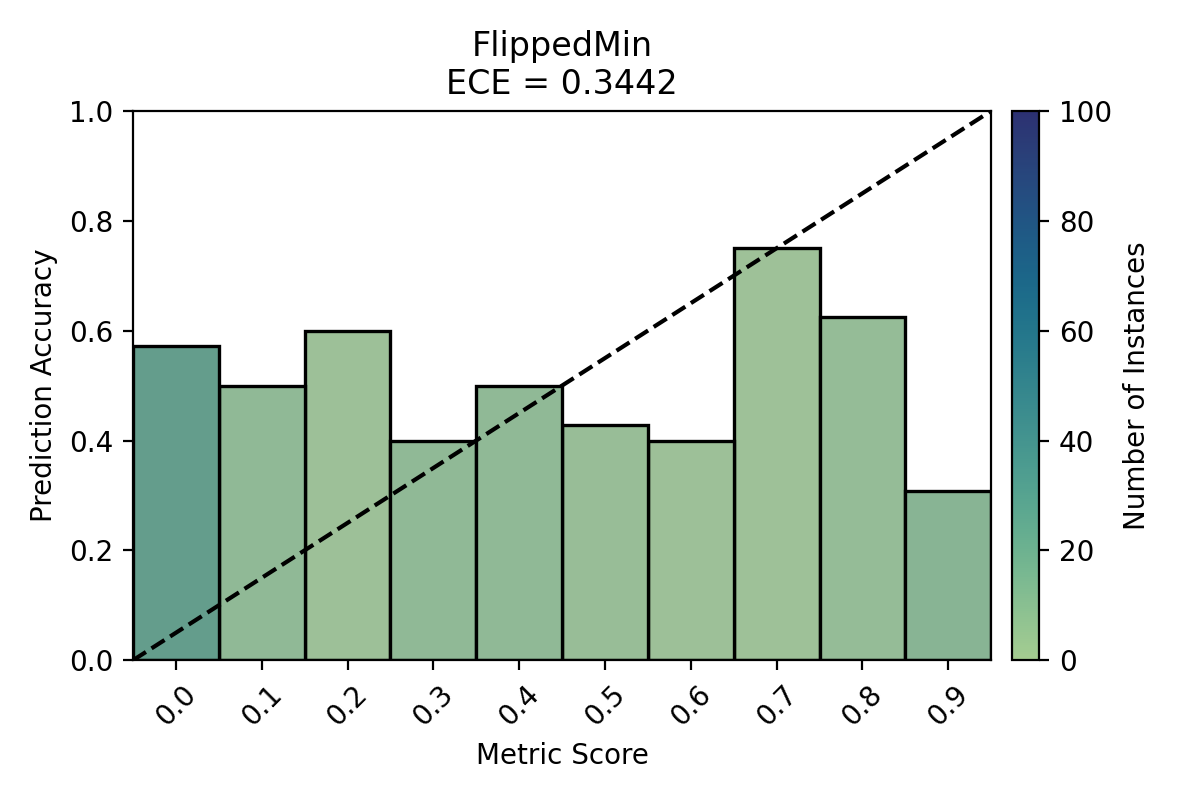 FlippedMin
ECE = 0.3442
1.0
0.8
0.6
0.4
0.2
0.0
Prediction Accuracy
0.0 0.1 0.2 0.3 0.4 0.5 0.6 0.7 0.8 0.9
Metric Score
100
80
60
40
20
0
Number of Instances